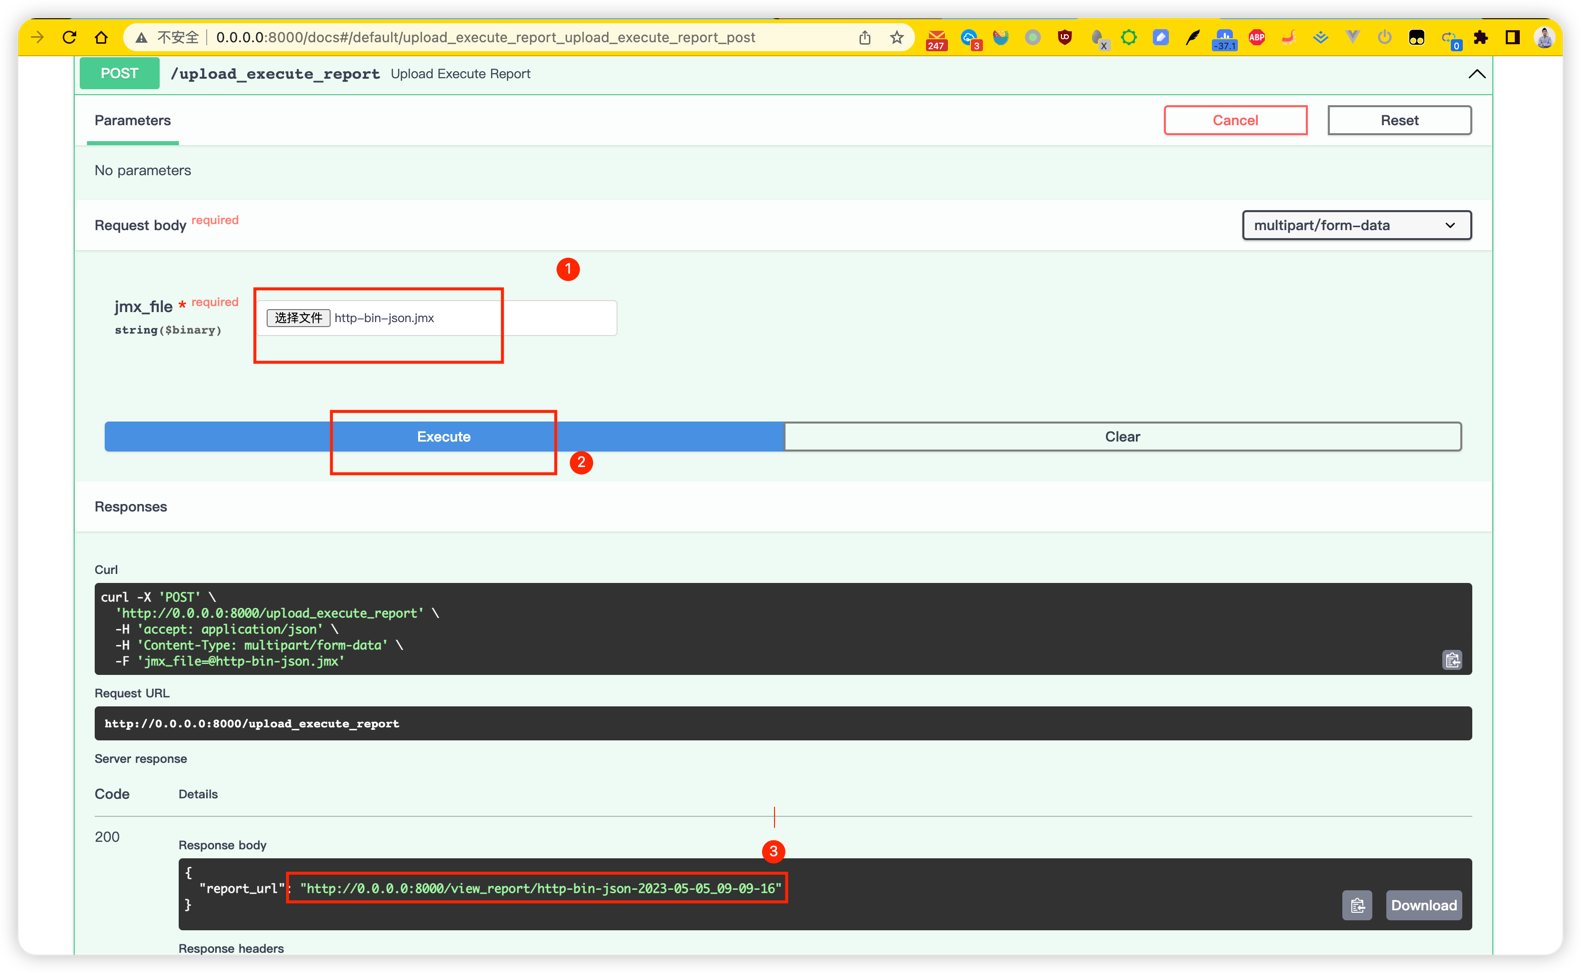 不安全 0.0.0.0:8000/docs#/default/upload_execute_report_upload_execute_report_post
247 3 UD X -37.1 ABP 0
POST /upload_execute_report Upload Execute Report
Parameters Cancel Reset
No parameters
Request body required multipart/form-data
1
jmx_file * required 选择文件 http-bin-json.jmx
string($binary)
Execute Clear
2
Responses
Curl
curl -X 'POST' \
'http://0.0.0.0:8000/upload_execute_report' \
-H 'accept: application/json' \
-H 'Content-Type: multipart/form-data' \
-F 'jmx_file=@http-bin-json.jmx'
Request URL
http://0.0.0.0:8000/upload_execute_report
Server response
Code Details
200
3
Response body
{
"report_url": "http://0.0.0.0:8000/view_report/http-bin-json-2023-05-05_09-09-16"
}
Download
Response headers